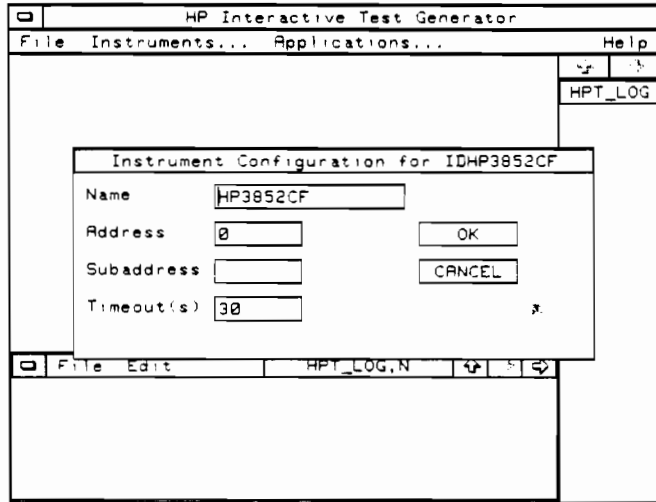 HP Interactive Test Generator
File Instruments... Applications... Help
HPT_LOG
Instrument Configuration for IDHP3852CF
Name HP3852CF
Address 0 OK
Subaddress CANCEL
Timeout(s) 30
File Edit HPT_LOG,N